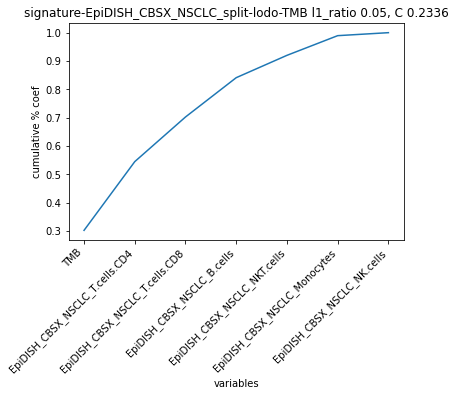 signature-EpiDISH_CBSX_NSCLC_split-lodo-TMB l1_ratio 0.05, C 0.2336
1.0
0.9
0.8
0.7
0.6
0.5
0.4
0.3
cumulative % coef
TMB
EpiDISH_CBSX_NSCLC_T.cells.CD4
EpiDISH_CBSX_NSCLC_T.cells.CD8
EpiDISH_CBSX_NSCLC_B.cells
EpiDISH_CBSX_NSCLC_NKT.cells
EpiDISH_CBSX_NSCLC_Monocytes
EpiDISH_CBSX_NSCLC_NK.cells
variables